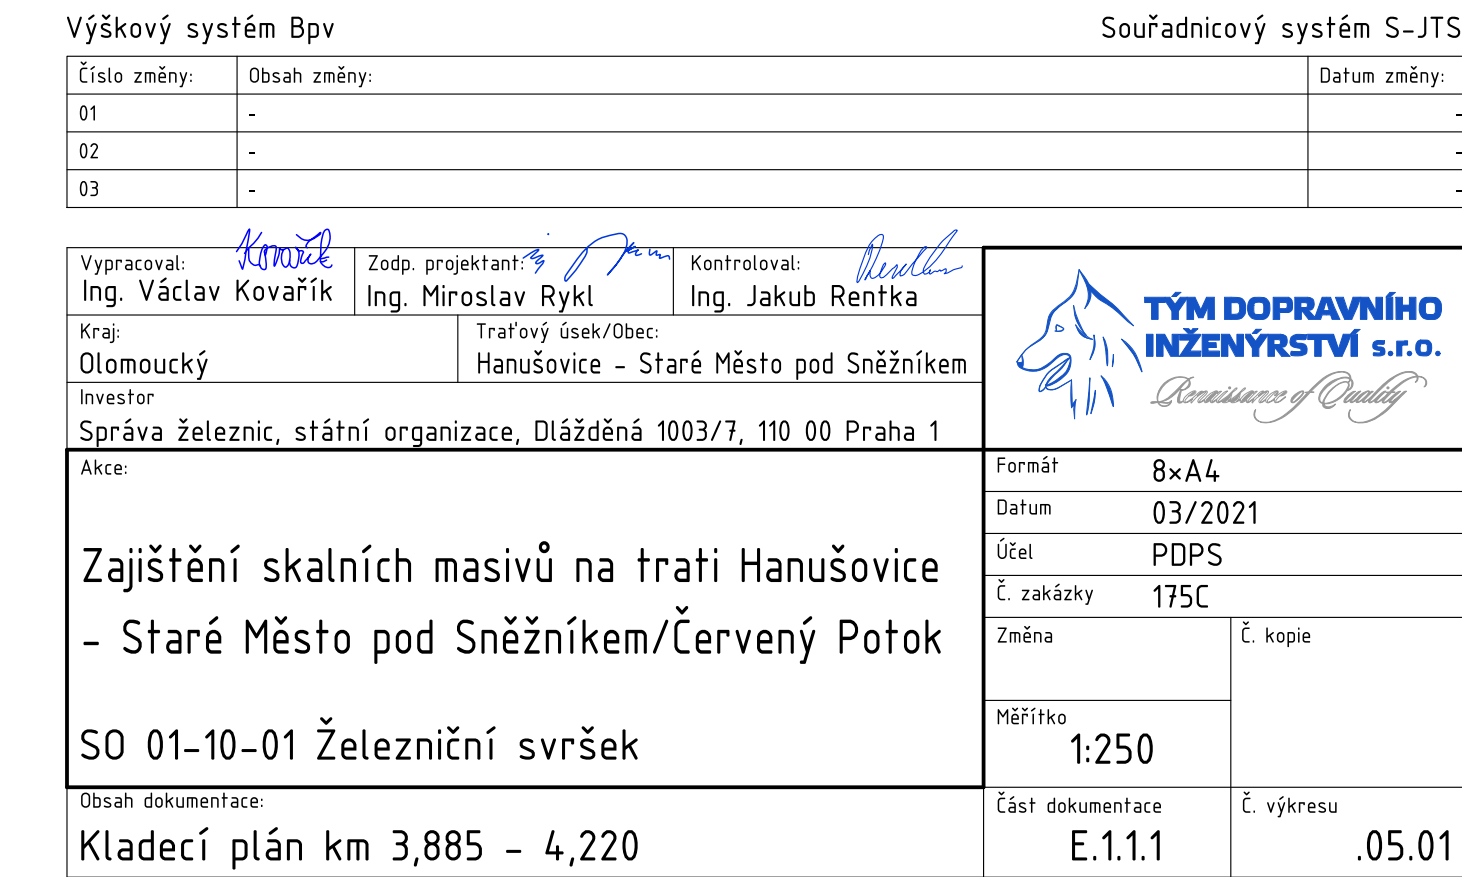 Výškový systém Bpv
Souřadnicový systém S-JTS
Číslo změny: Obsah změny: Datum změny:
01 - -
02 - -
03 - -
Kovařík
Vypracoval: Zodp. projektant: Kontroloval:
Ing. Václav Kovařík Ing. Miroslav Rykl Ing. Jakub Rentka
Kraj: Traťový úsek/Obec:
Olomoucký Hanušovice - Staré Město pod Sněžníkem
Investor
Správa železnic, státní organizace, Dlážděná 1003/7, 110 00 Praha 1
TÝM DOPRAVNÍHO
INŽENÝRSTVÍ s.r.o.
Renaissance of Quality
Akce:
Zajištění skalních masivů na trati Hanušovice
- Staré Město pod Sněžníkem/Červený Potok
SO 01-10-01 Železniční svršek
Formát 8×A4
Datum 03/2021
Účel PDPS
Č. zakázky 175C
Změna Č. kopie
Měřítko
1:250
Obsah dokumentace:
Kladecí plán km 3,885 - 4,220
Část dokumentace Č. výkresu
E.1.1.1 .05.01